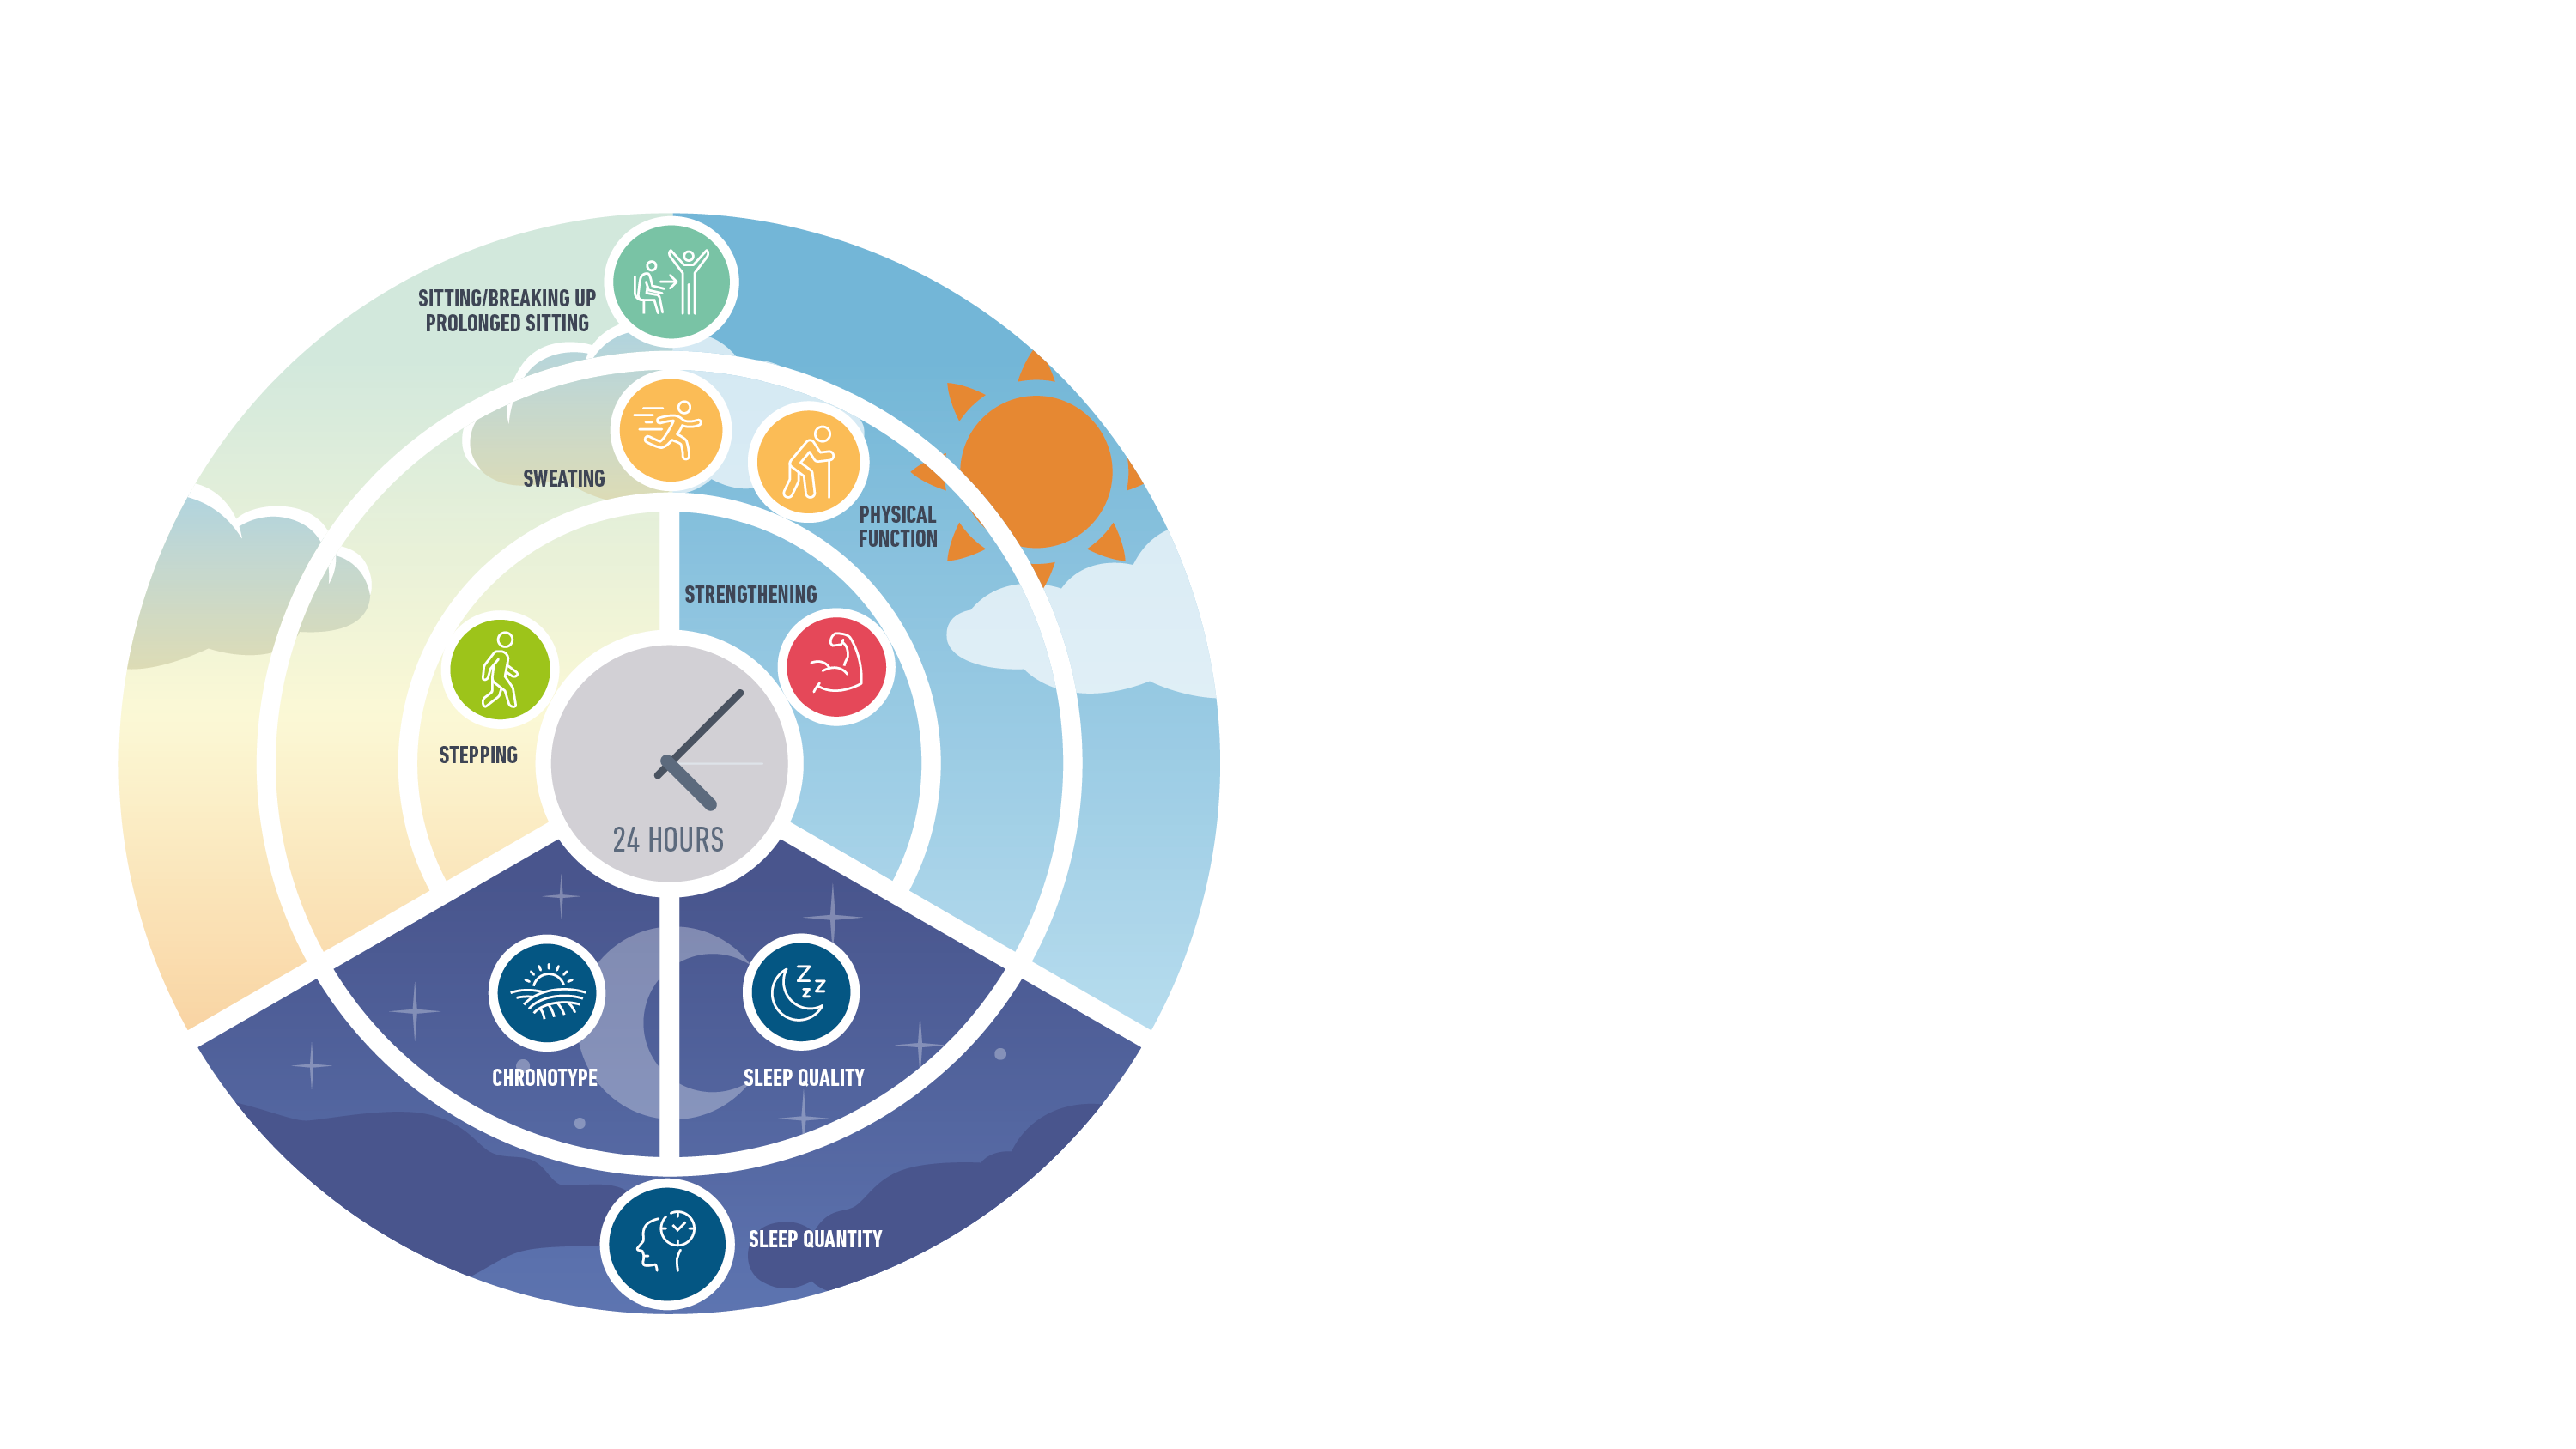 SITTING/BREAKING UP
PROLONGED SITTING
SWEATING
PHYSICAL
FUNCTION
STRENGTHENING
STEPPING
24 HOURS
Z
Z
Z
CHRONOTYPE
SLEEP QUALITY
SLEEP QUANTITY